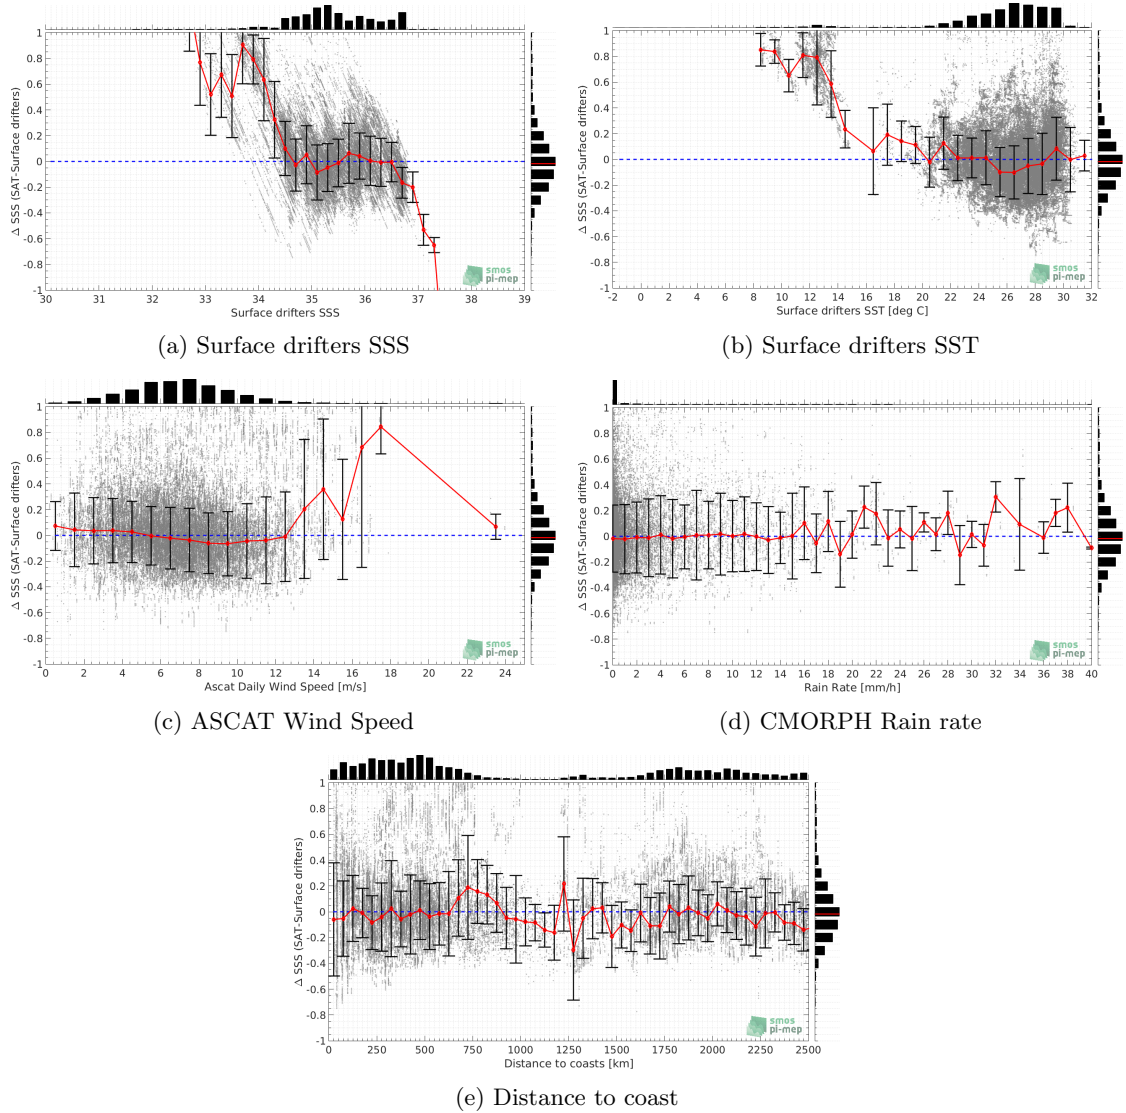 Δ SSS (SAT-Surface drifters)
1
0.8
0.6
0.4
0.2
0
-0.2
-0.4
-0.6
-0.8
-1
30 31 32 33 34 35 36 37 38 39
Surface drifters SSS
smos
pi-mep
(a) Surface drifters SSS
Δ SSS (SAT-Surface drifters)
1
0.8
0.6
0.4
0.2
0
-0.2
-0.4
-0.6
-0.8
-1
-2 0 2 4 6 8 10 12 14 16 18 20 22 24 26 28 30 32
Surface drifters SST [deg C]
smos
pi-mep
(b) Surface drifters SST
Δ SSS (SAT-Surface drifters)
1
0.8
0.6
0.4
0.2
0
-0.2
-0.4
-0.6
-0.8
-1
0 2 4 6 8 10 12 14 16 18 20 22 24
Ascat Daily Wind Speed [m/s]
smos
pi-mep
(c) ASCAT Wind Speed
Δ SSS (SAT-Surface drifters)
1
0.8
0.6
0.4
0.2
0
-0.2
-0.4
-0.6
-0.8
-1
0 2 4 6 8 10 12 14 16 18 20 22 24 26 28 30 32 34 36 38 40
Rain Rate [mm/h]
smos
pi-mep
(d) CMORPH Rain rate
Δ SSS (SAT-Surface drifters)
1
0.8
0.6
0.4
0.2
0
-0.2
-0.4
-0.6
-0.8
-1
0 250 500 750 1000 1250 1500 1750 2000 2250 2500
Distance to coasts [km]
smos
pi-mep
(e) Distance to coast